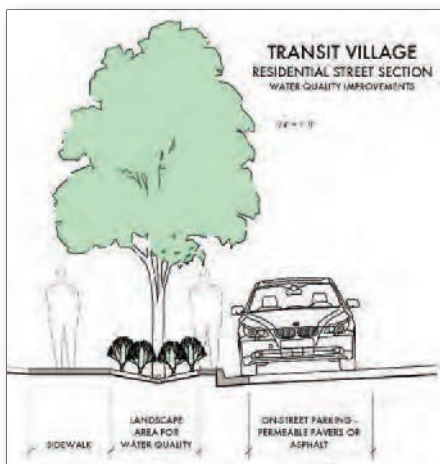 TRANSIT VILLAGE
RESIDENTIAL STREET SECTION
WATER QUALITY IMPROVEMENTS
SIDEWALK
LANDSCAPE
AREA FOR
WATER QUALITY
ON-STREET PARKING -
PERMEABLE PAVERS OR
ASPHALT